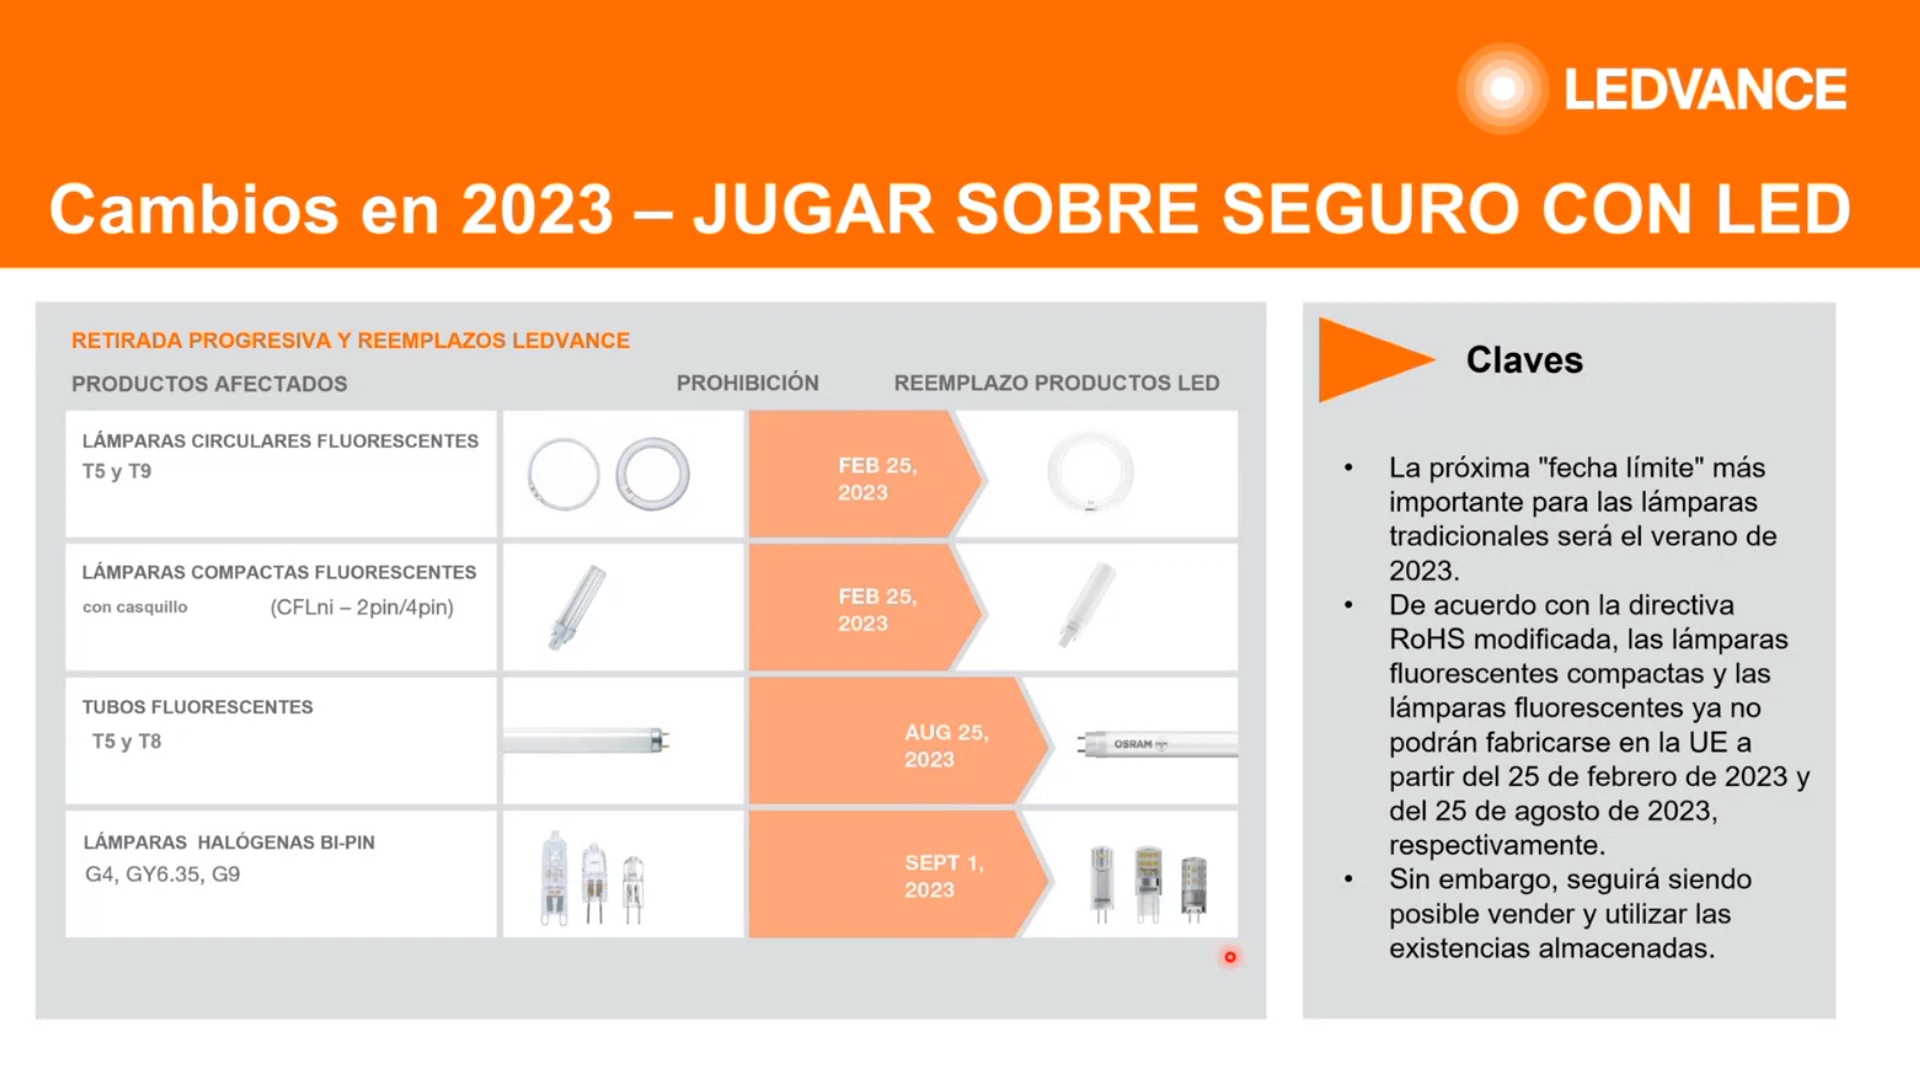 LEDVANCE
Cambios en 2023 – JUGAR SOBRE SEGURO CON LED
RETIRADA PROGRESIVA Y REEMPLAZOS LEDVANCE
PRODUCTOS AFECTADOS PROHIBICIÓN REEMPLAZO PRODUCTOS LED
LÁMPARAS CIRCULARES FLUORESCENTES
T5 y T9
FEB 25,
2023
LÁMPARAS COMPACTAS FLUORESCENTES
con casquillo (CFLni – 2pin/4pin)
FEB 25,
2023
TUBOS FLUORESCENTES
T5 y T8
AUG 25,
2023
OSRAM
LÁMPARAS HALÓGENAS BI-PIN
G4, GY6.35, G9
SEPT 1,
2023
Claves
• La próxima "fecha límite" más
importante para las lámparas
tradicionales será el verano de
2023.
• De acuerdo con la directiva
RoHS modificada, las lámparas
fluorescentes compactas y las
lámparas fluorescentes ya no
podrán fabricarse en la UE a
partir del 25 de febrero de 2023 y
del 25 de agosto de 2023,
respectivamente.
• Sin embargo, seguirá siendo
posible vender y utilizar las
existencias almacenadas.